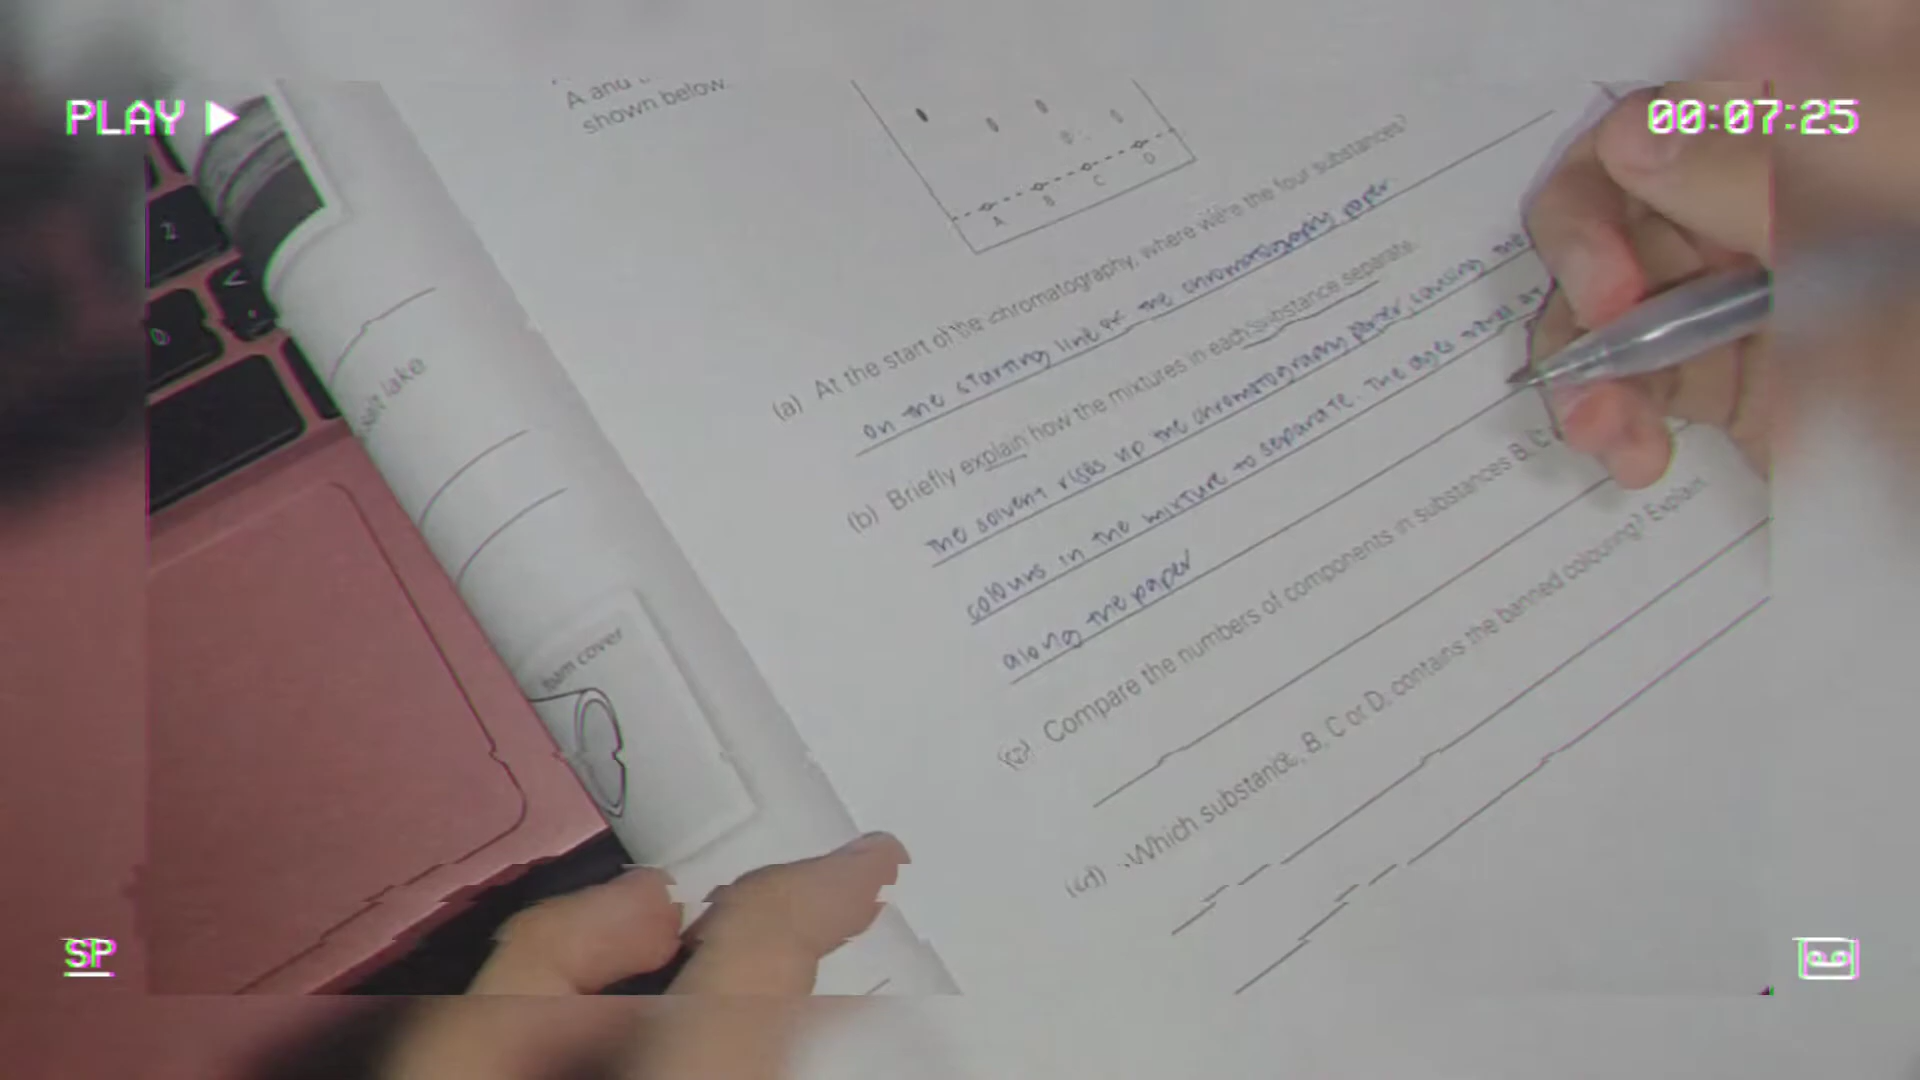 PLAY
00:07:25
A and
shown below.
A B C D
(a) At the start of the chromatography, where were the four substances?
on the starting line of the chromatography paper
(b) Briefly explain how the mixtures in each substance separate.
the solvent rises up the chromatography paper, causing the
colours in the mixture to separate. The dyes travel at
along the paper
(c) Compare the numbers of components in substances B, C
(d) Which substance, B, C or D, contains the banned colouring? Explain.
salt lake
cover
SP